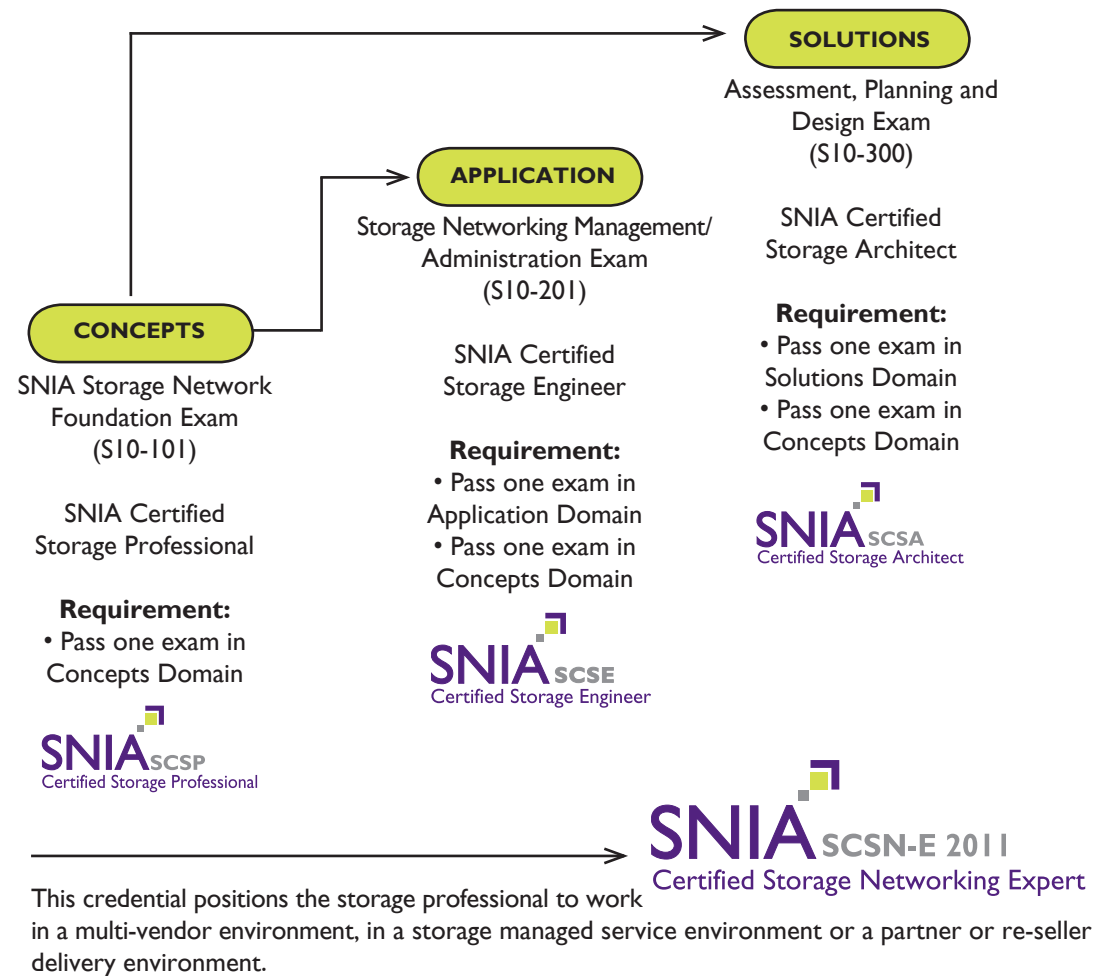 SOLUTIONS
Assessment, Planning and
Design Exam
(S10-300)
SNIA Certified
Storage Architect
Requirement:
• Pass one exam in
Solutions Domain
• Pass one exam in
Concepts Domain
SNIA SCSA
Certified Storage Architect
APPLICATION
Storage Networking Management/
Administration Exam
(S10-201)
SNIA Certified
Storage Engineer
Requirement:
• Pass one exam in
Application Domain
• Pass one exam in
Concepts Domain
SNIA SCSE
Certified Storage Engineer
CONCEPTS
SNIA Storage Network
Foundation Exam
(S10-101)
SNIA Certified
Storage Professional
Requirement:
• Pass one exam in
Concepts Domain
SNIA SCSP
Certified Storage Professional
SNIA SCSN-E 2011
Certified Storage Networking Expert
This credential positions the storage professional to work
in a multi-vendor environment, in a storage managed service environment or a partner or re-seller
delivery environment.